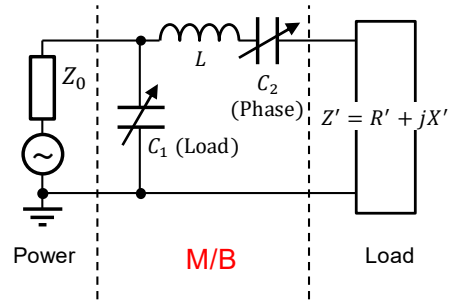 Z₀
L
C₂
(Phase)
C₁ (Load)
Z′ = R′ + jX′
~
Power
M/B
Load